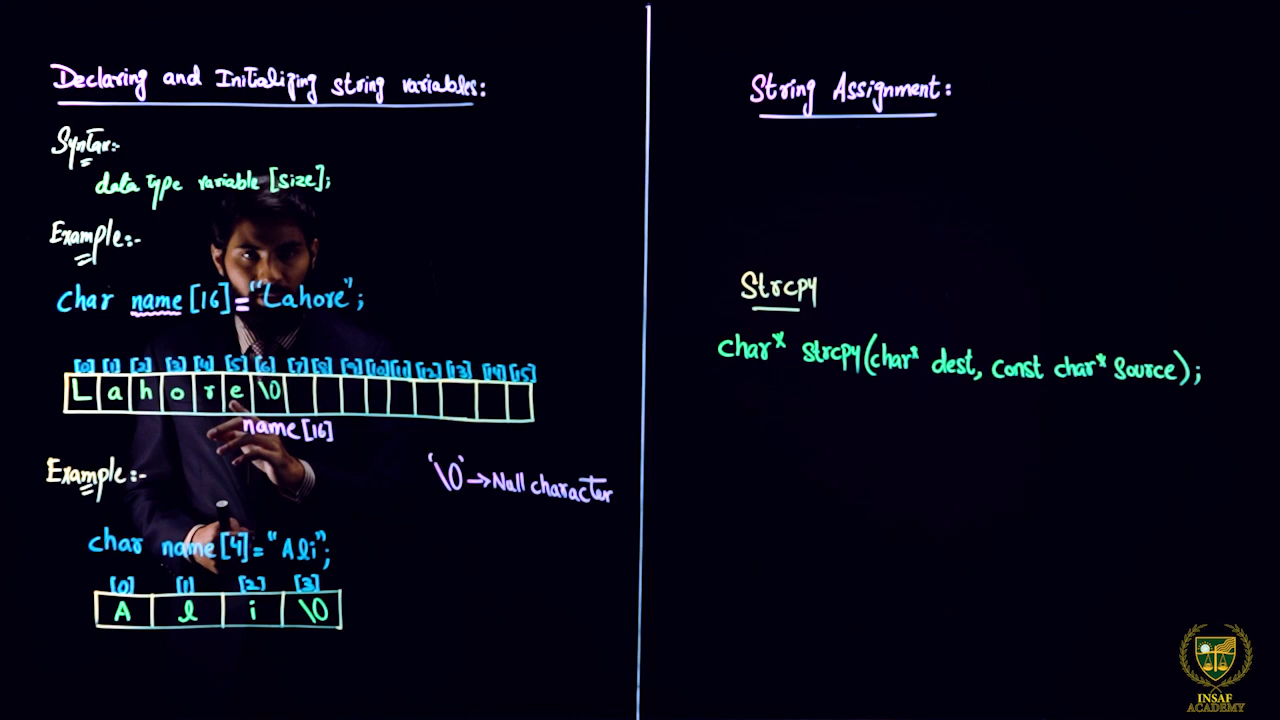 Declaring and Initializing string variables:
Syntax:-
data type variable [size];
Example:-
char name [16] = "Lahore";
[0] [1] [2] [3] [4] [5] [6] [7] [8] [9] [10] [11] [12] [13] [14] [15]
L a h o r e \0
name [16]
Example:-
'\0' → Null character
char name [4] = "Ali";
[0] [1] [2] [3]
A l i \0
String Assignment:
Strcpy
char* strcpy(char* dest, const char* source);
INSAF
ACADEMY